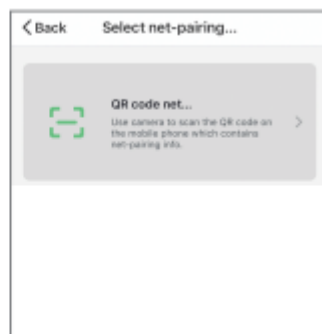 Back Select net-pairing...
QR code net...
Use camera to scan the QR code on
the mobile phone which contains
net-pairing info.